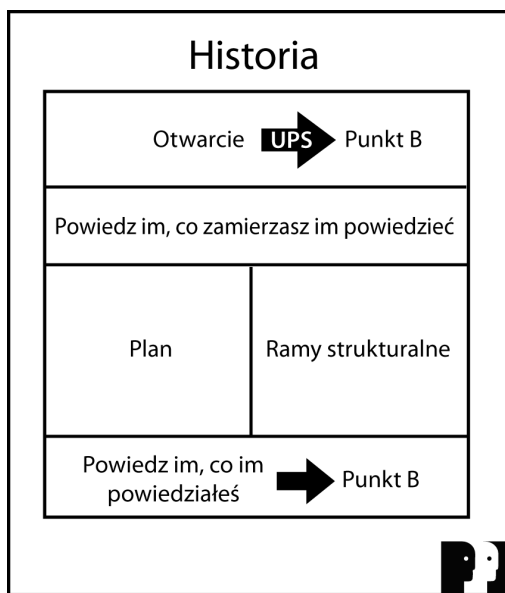 Historia
Otwarcie UPS Punkt B
Powiedz im, co zamierzasz im powiedzieć
Plan
Ramy strukturalne
Powiedz im, co im
powiedziałeś
Punkt B